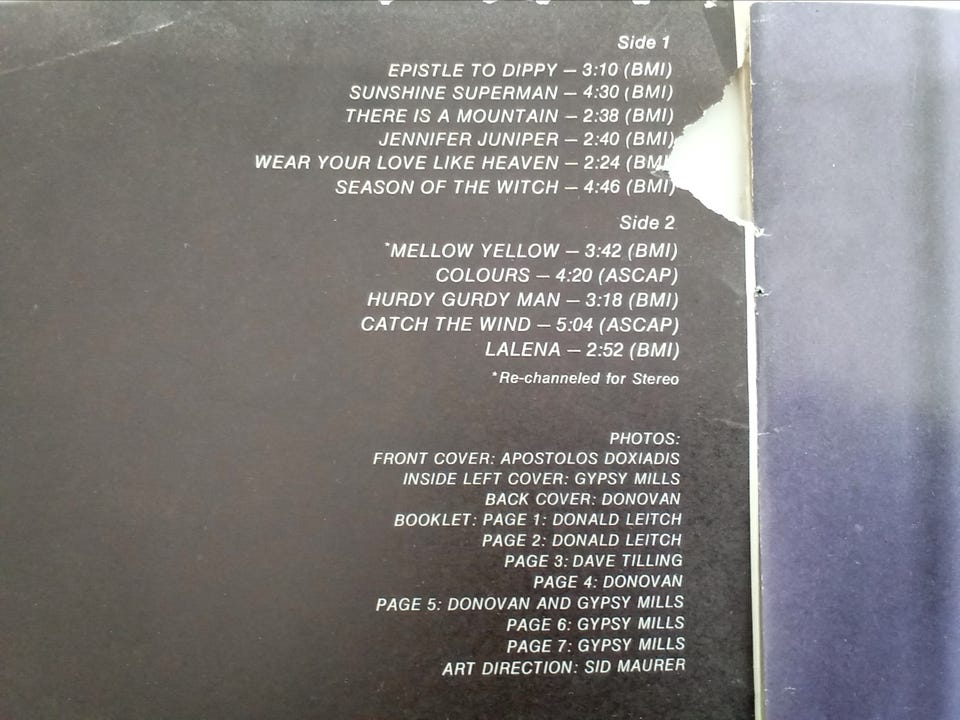 Side 1
EPISTLE TO DIPPY — 3:10 (BMI)
SUNSHINE SUPERMAN — 4:30 (BMI)
THERE IS A MOUNTAIN — 2:38 (BMI)
JENNIFER JUNIPER — 2:40 (BMI)
WEAR YOUR LOVE LIKE HEAVEN — 2:24 (BMI
SEASON OF THE WITCH — 4:46 (BMI)
Side 2
*MELLOW YELLOW — 3:42 (BMI)
COLOURS — 4:20 (ASCAP)
HURDY GURDY MAN — 3:18 (BMI)
CATCH THE WIND — 5:04 (ASCAP)
LALENA — 2:52 (BMI)
*Re-channeled for Stereo
PHOTOS:
FRONT COVER: APOSTOLOS DOXIADIS
INSIDE LEFT COVER: GYPSY MILLS
BACK COVER: DONOVAN
BOOKLET: PAGE 1: DONALD LEITCH
PAGE 2: DONALD LEITCH
PAGE 3: DAVE TILLING
PAGE 4: DONOVAN
PAGE 5: DONOVAN AND GYPSY MILLS
PAGE 6: GYPSY MILLS
PAGE 7: GYPSY MILLS
ART DIRECTION: SID MAURER